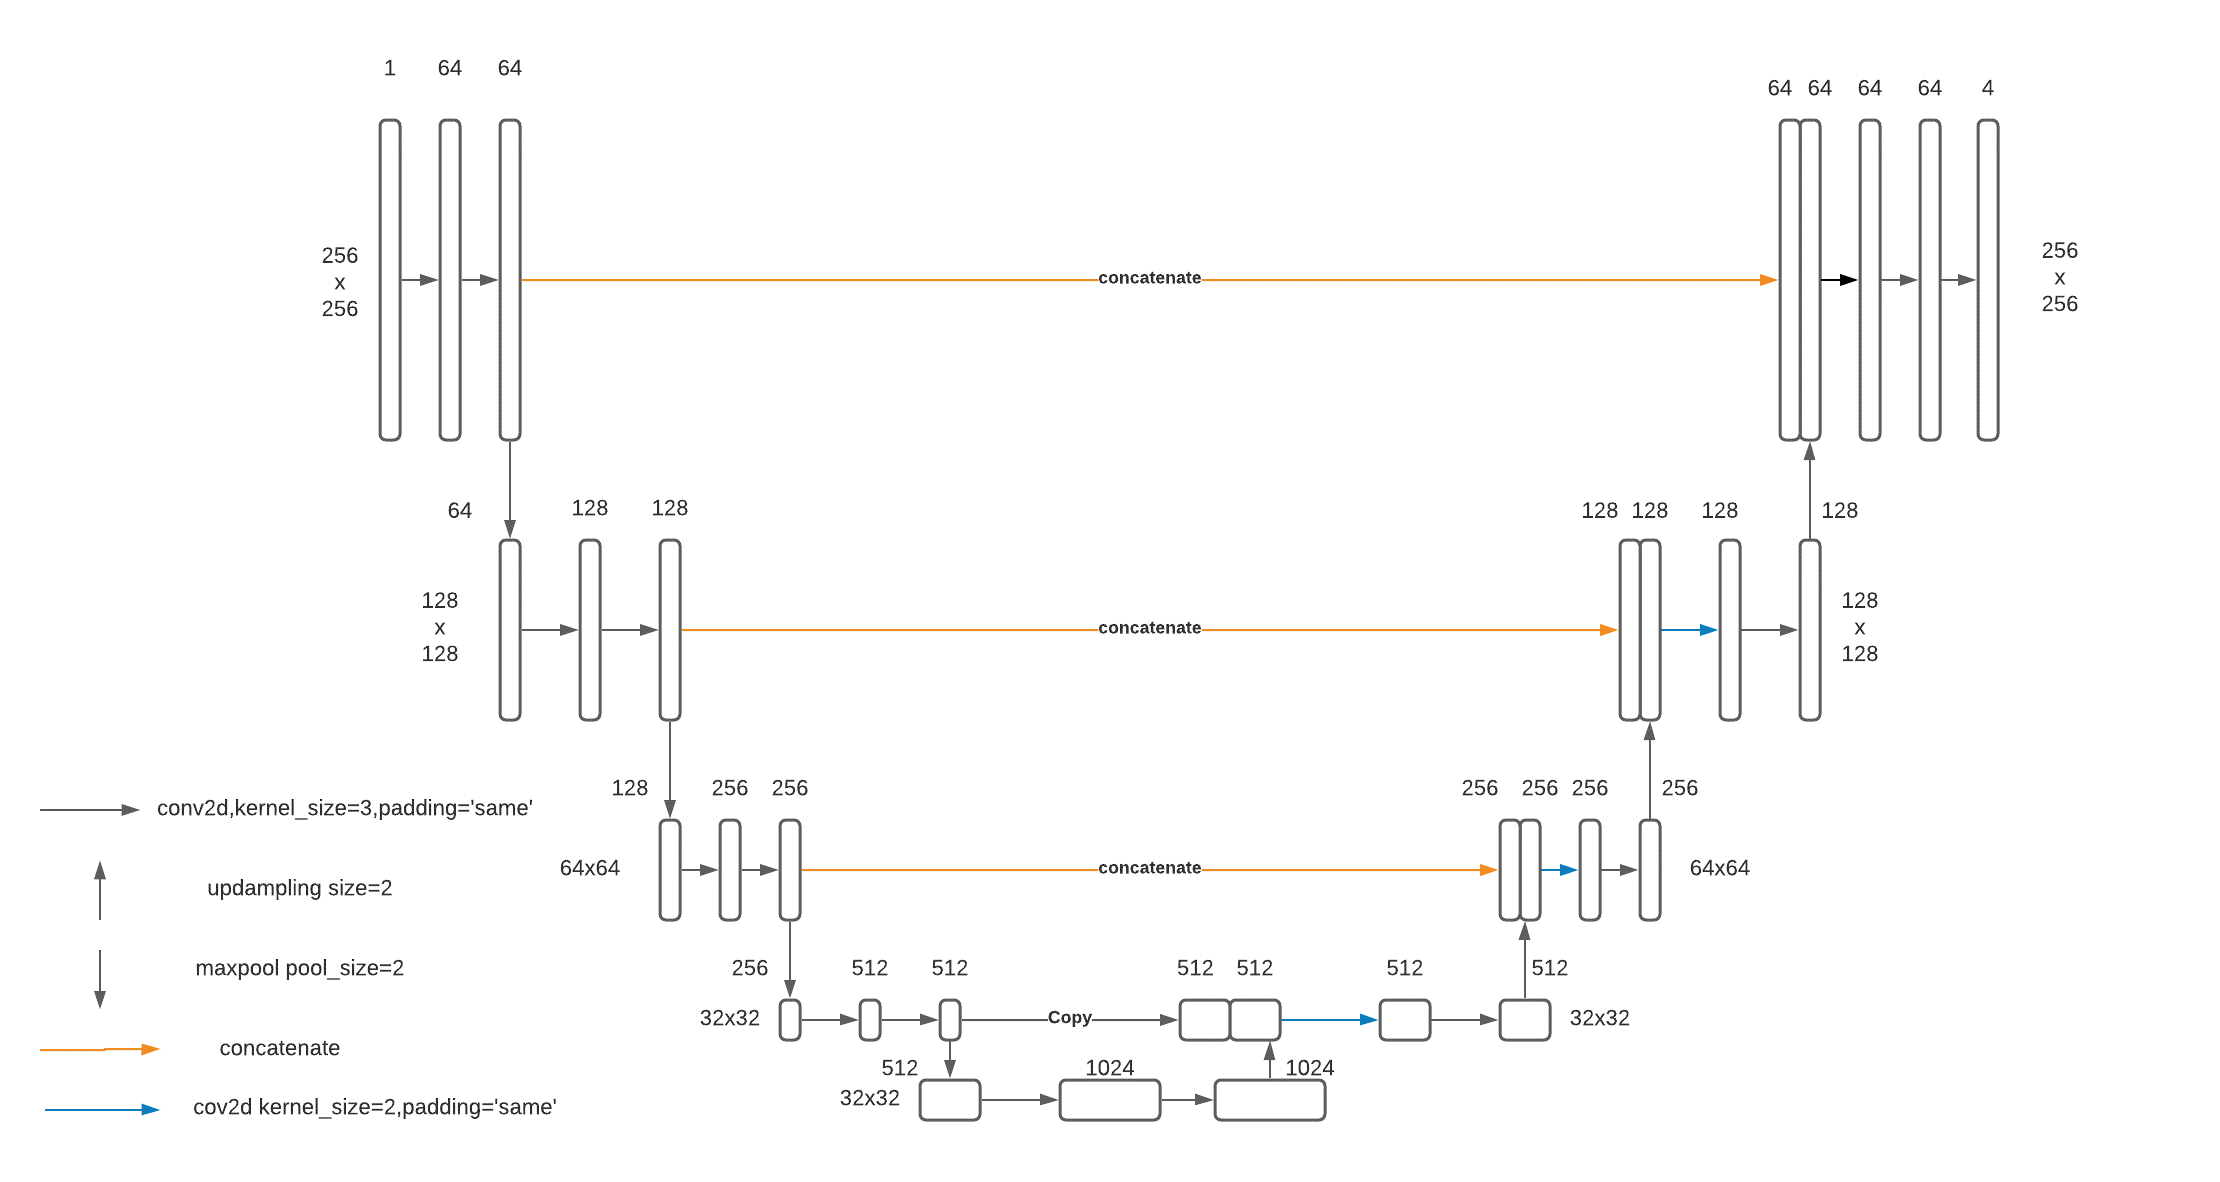 1 64 64
64 64 64 64 4
256
x
256
concatenate
256
x
256
64 128 128
128 128 128 128
128
x
128
concatenate
128
x
128
128 256 256
256 256 256 256
64x64
concatenate
64x64
256 512 512
512 512 512 512
32x32
Copy
32x32
512 1024 1024
32x32
conv2d,kernel_size=3,padding='same'
updampling size=2
maxpool pool_size=2
concatenate
cov2d kernel_size=2,padding='same'